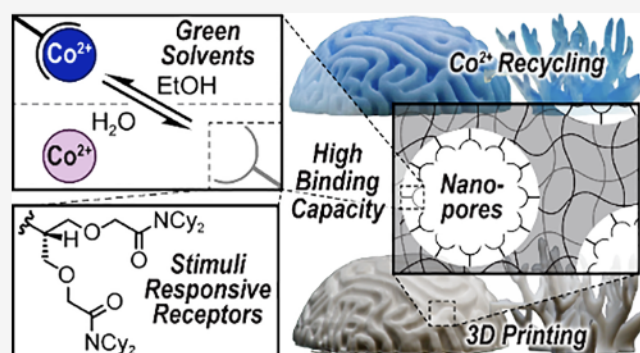 Co²⁺
Green
Solvents
EtOH
H₂O
Co²⁺
Co²⁺ Recycling
High
Binding
Capacity
Nano-
pores
H
O
NCy₂
O
O
O
NCy₂
Stimuli
Responsive
Receptors
3D Printing